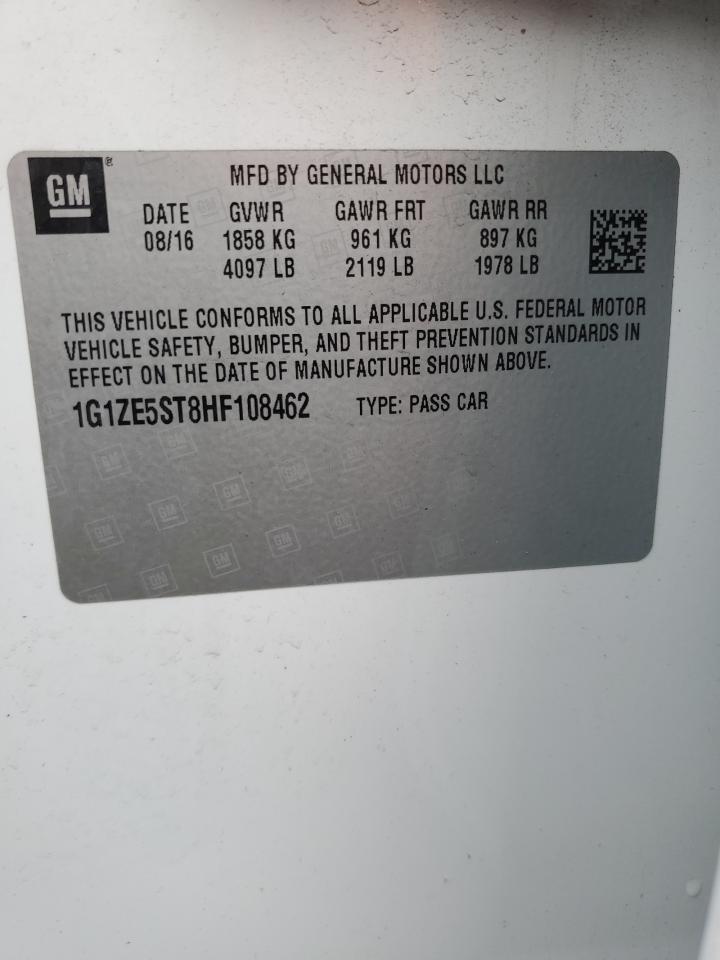 GM ®
MFD BY GENERAL MOTORS LLC
DATE GVWR GAWR FRT GAWR RR
08/16 1858 KG 961 KG 897 KG
4097 LB 2119 LB 1978 LB
THIS VEHICLE CONFORMS TO ALL APPLICABLE U.S. FEDERAL MOTOR
VEHICLE SAFETY, BUMPER, AND THEFT PREVENTION STANDARDS IN
EFFECT ON THE DATE OF MANUFACTURE SHOWN ABOVE.
1G1ZE5ST8HF108462 TYPE: PASS CAR